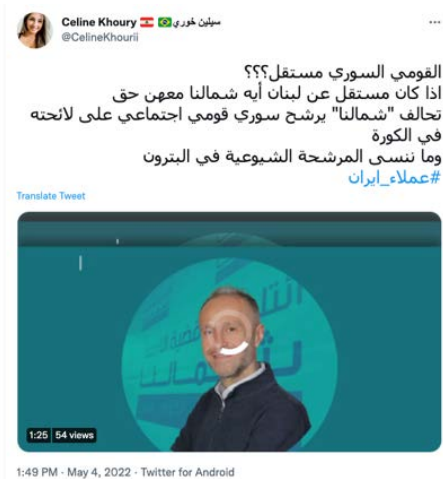 Celine Khoury سيلين خوري
@CelineKhourii
...
القومي السوري مستقل؟؟؟
اذا كان مستقل عن لبنان أيه شمالنا معهن حق
تحالف "شمالنا" يرشح سوري قومي اجتماعي على لائحته
في الكورة
وما ننسى المرشحة الشيوعية في البترون
#عملاء_ايران
Translate Tweet
شمالنا
1:25 54 views
1:49 PM · May 4, 2022 · Twitter for Android